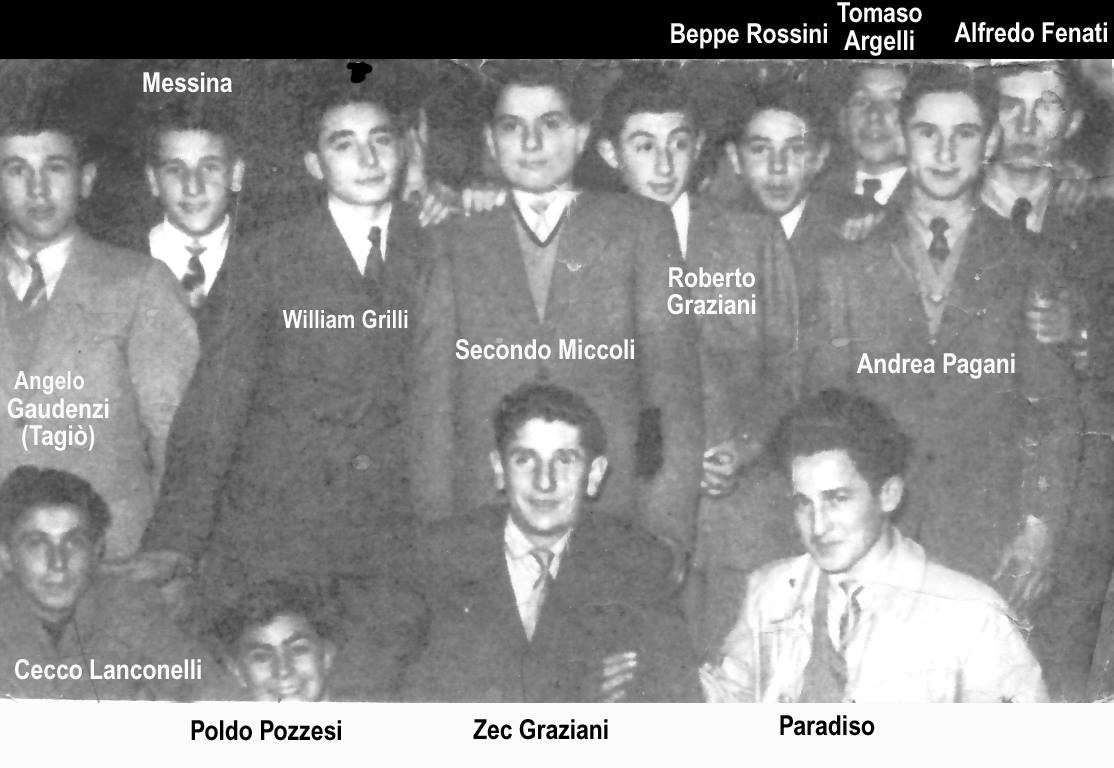 Beppe Rossini
Tomaso
Argelli
Alfredo Fenati
Messina
Roberto
Graziani
William Grilli
Secondo Miccoli
Andrea Pagani
Angelo
Gaudenzi
(Tagiò)
Cecco Lanconelli
Poldo Pozzesi
Zec Graziani
Paradiso